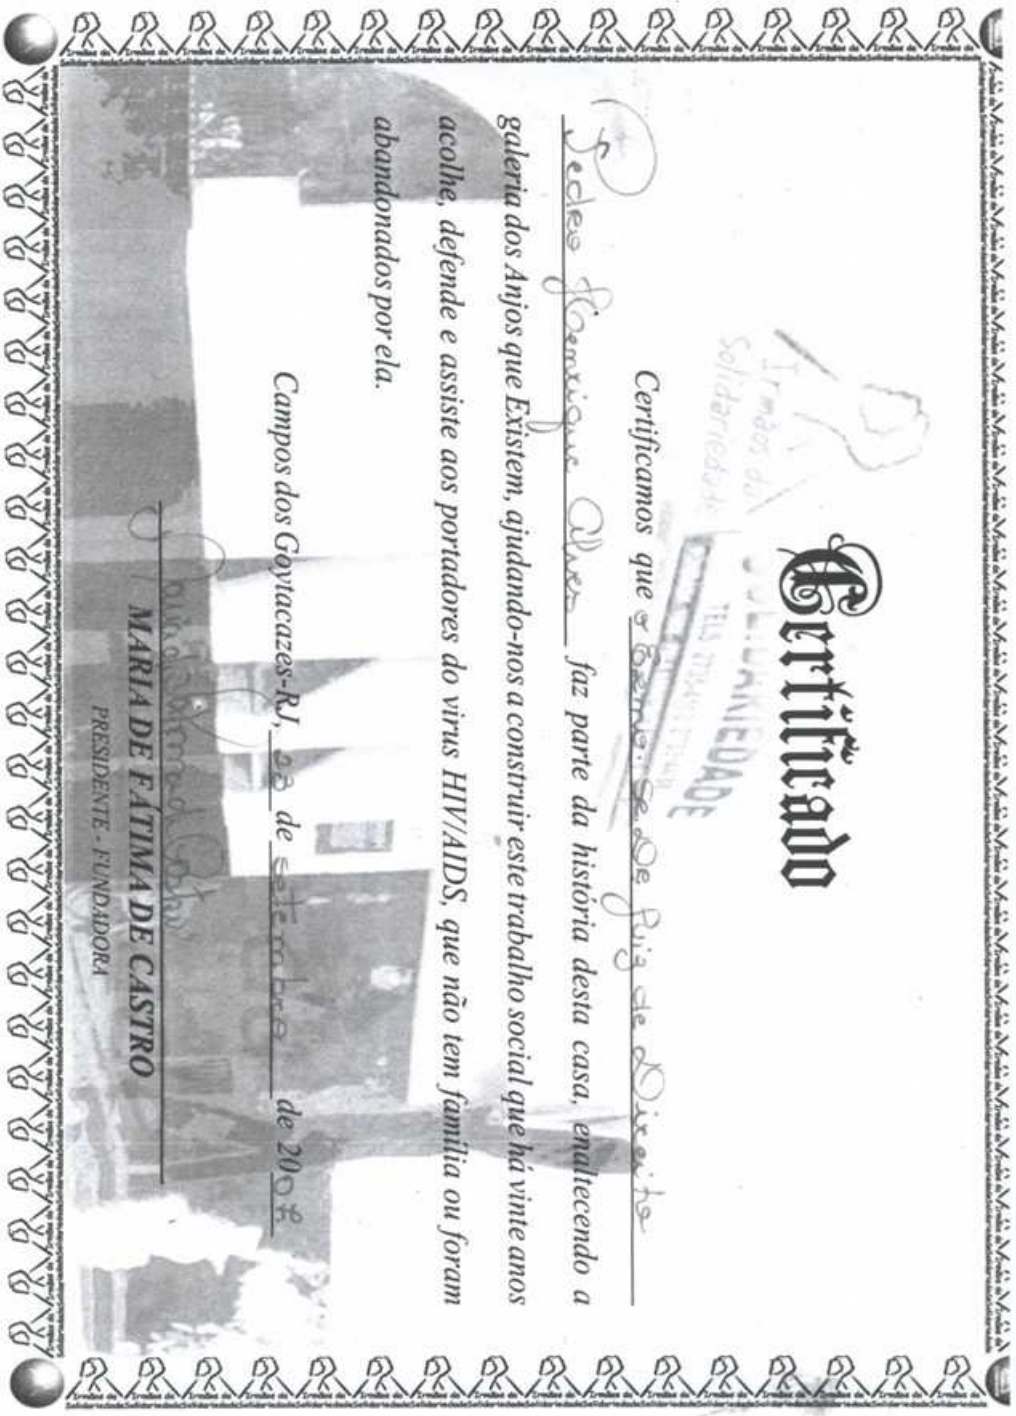 Certificado
Irmãos da
Solidariedade
SOLIDARIEDADE
Certificamos que o Exmo. Sr. Dr. Juiz de Direito
Pedro Henrique Alves faz parte da história desta casa, enaltecendo a
galeria dos Anjos que Existem, ajudando-nos a construir este trabalho social que há vinte anos
acolhe, defende e assiste aos portadores do virus HIV/AIDS, que não tem família ou foram
abandonados por ela.
Campos dos Goytacazes-RJ, 28 de setembro de 2007
MARIA DE FÁTIMA DE CASTRO
PRESIDENTE - FUNDADORA